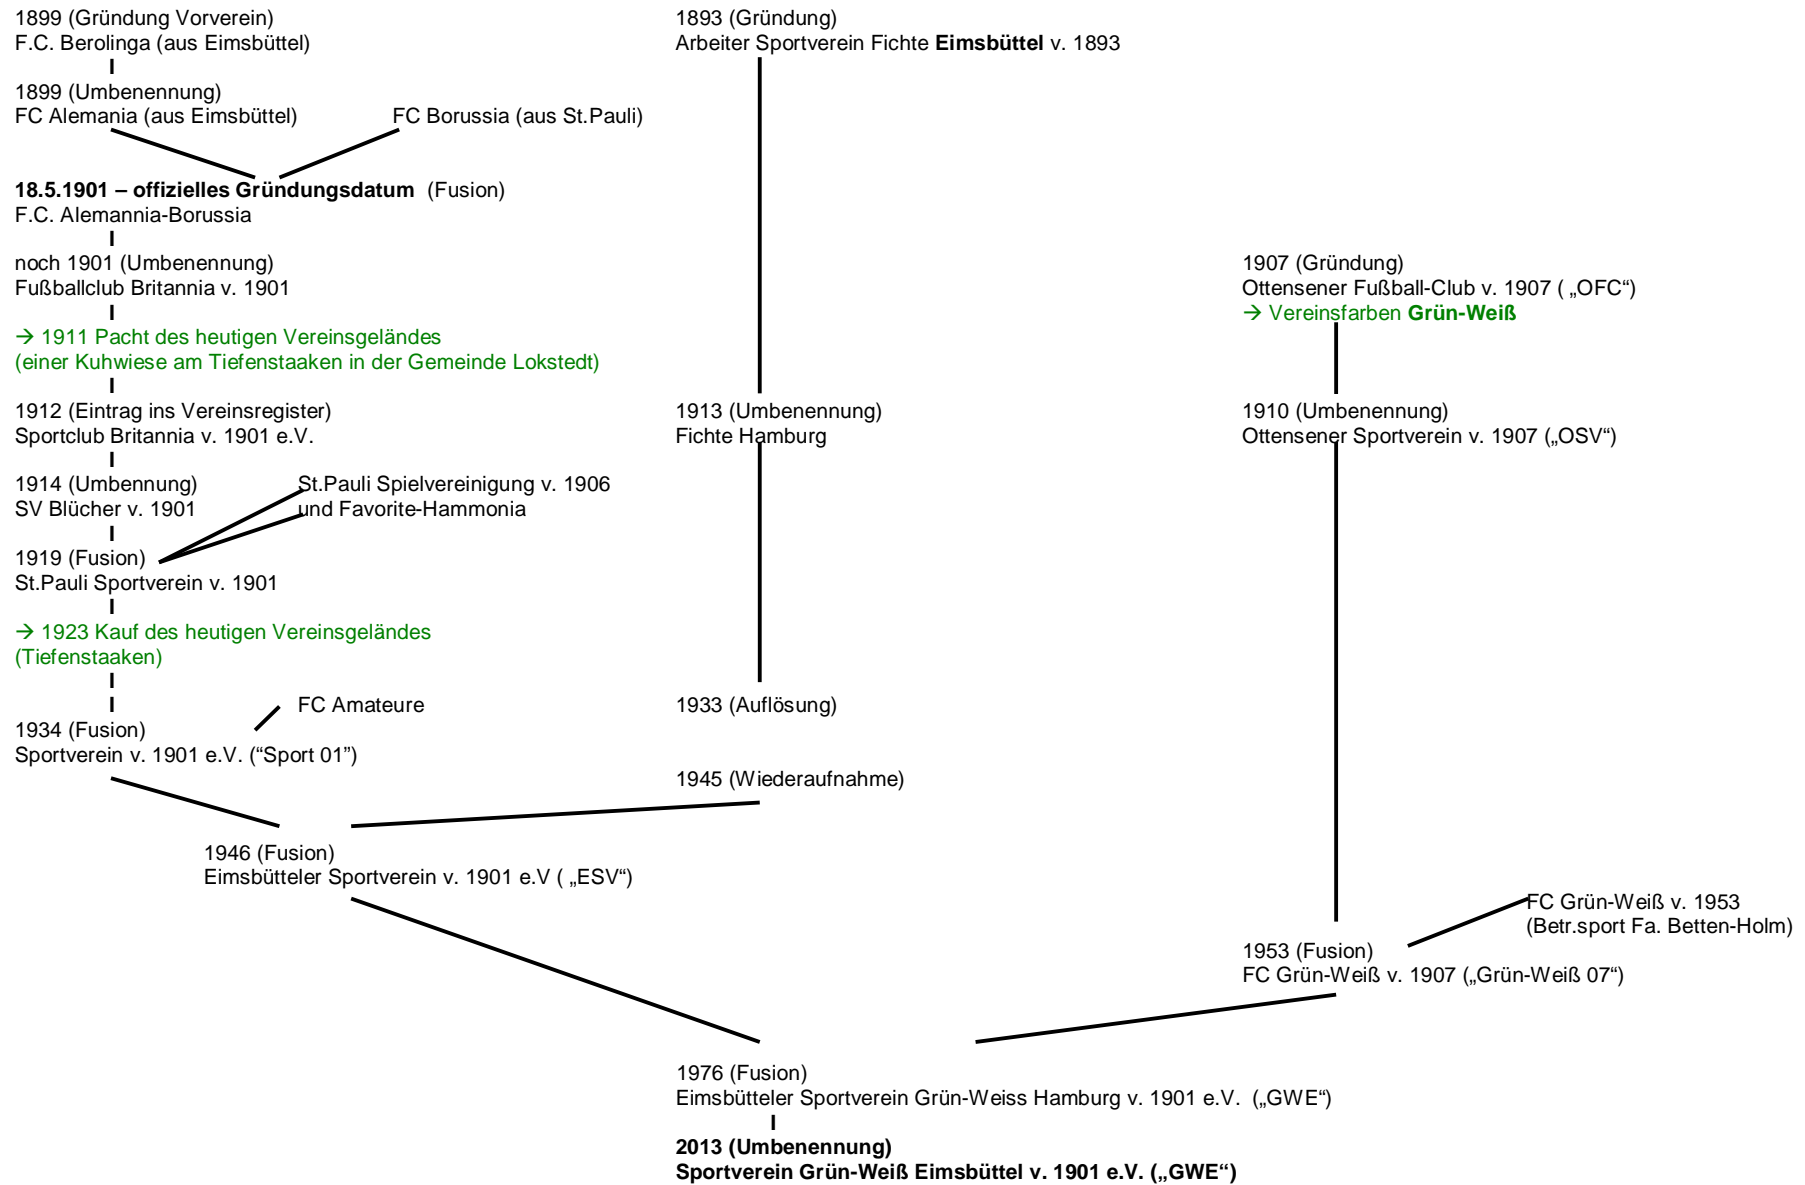 1899 (Gründung Vorverein)
F.C. Berolinga (aus Eimsbüttel)
1893 (Gründung)
Arbeiter Sportverein Fichte Eimsbüttel v. 1893
1899 (Umbenennung)
FC Alemania (aus Eimsbüttel)
FC Borussia (aus St.Pauli)
18.5.1901 – offizielles Gründungsdatum (Fusion)
F.C. Alemannia-Borussia
noch 1901 (Umbenennung)
Fußballclub Britannia v. 1901
1907 (Gründung)
Ottensener Fußball-Club v. 1907 ( „OFC“)
→ Vereinsfarben Grün-Weiß
→ 1911 Pacht des heutigen Vereinsgeländes
(einer Kuhwiese am Tiefenstaaken in der Gemeinde Lokstedt)
1912 (Eintrag ins Vereinsregister)
Sportclub Britannia v. 1901 e.V.
1913 (Umbenennung)
Fichte Hamburg
1910 (Umbenennung)
Ottensener Sportverein v. 1907 („OSV“)
1914 (Umbennung)
SV Blücher v. 1901
St.Pauli Spielvereinigung v. 1906
und Favorite-Hammonia
1919 (Fusion)
St.Pauli Sportverein v. 1901
→ 1923 Kauf des heutigen Vereinsgeländes
(Tiefenstaaken)
FC Amateure
1933 (Auflösung)
1934 (Fusion)
Sportverein v. 1901 e.V. (“Sport 01”)
1945 (Wiederaufnahme)
1946 (Fusion)
Eimsbütteler Sportverein v. 1901 e.V ( „ESV“)
FC Grün-Weiß v. 1953
(Betr.sport Fa. Betten-Holm)
1953 (Fusion)
FC Grün-Weiß v. 1907 („Grün-Weiß 07“)
1976 (Fusion)
Eimsbütteler Sportverein Grün-Weiss Hamburg v. 1901 e.V. („GWE“)
2013 (Umbenennung)
Sportverein Grün-Weiß Eimsbüttel v. 1901 e.V. („GWE“)